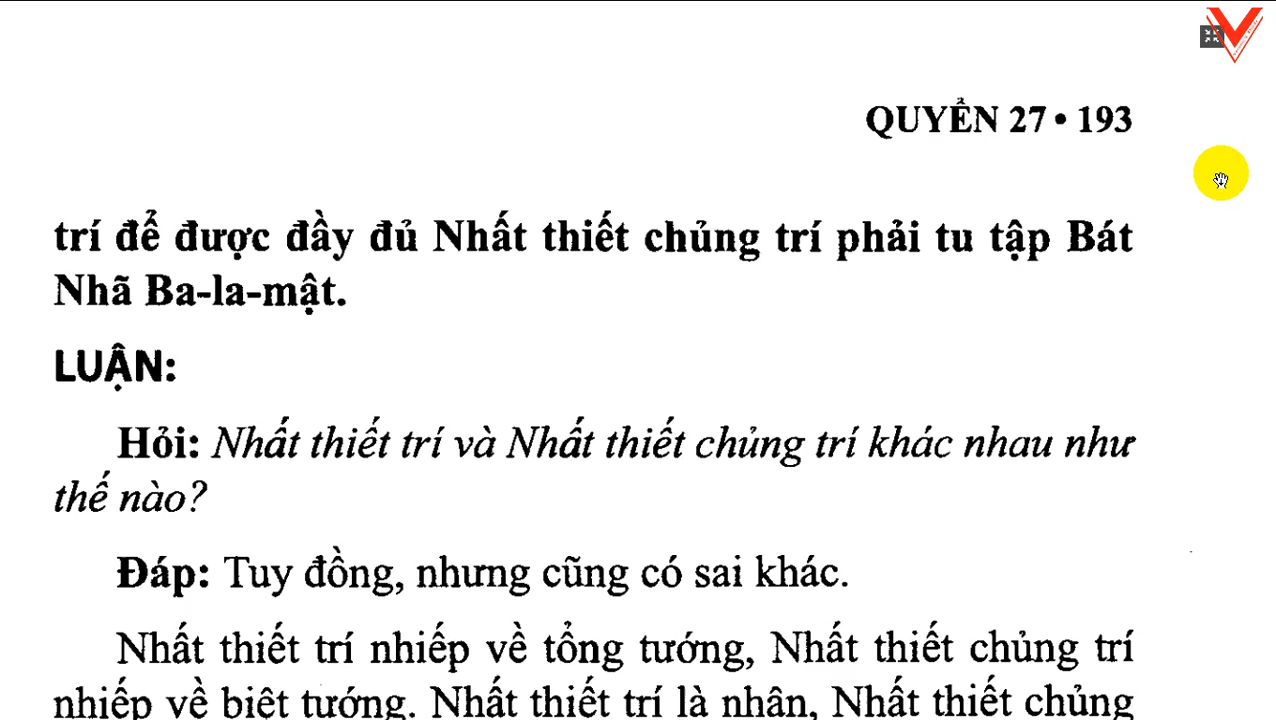 QUYỂN 27 • 193
trí để được đầy đủ Nhất thiết chủng trí phải tu tập Bát
Nhã Ba-la-mật.
LUẬN:
Hỏi: Nhất thiết trí và Nhất thiết chủng trí khác nhau như
thế nào?
Đáp: Tuy đồng, nhưng cũng có sai khác.
Nhất thiết trí nhiếp về tổng tướng, Nhất thiết chủng trí
nhiếp về biệt tướng. Nhất thiết trí là nhân, Nhất thiết chủng